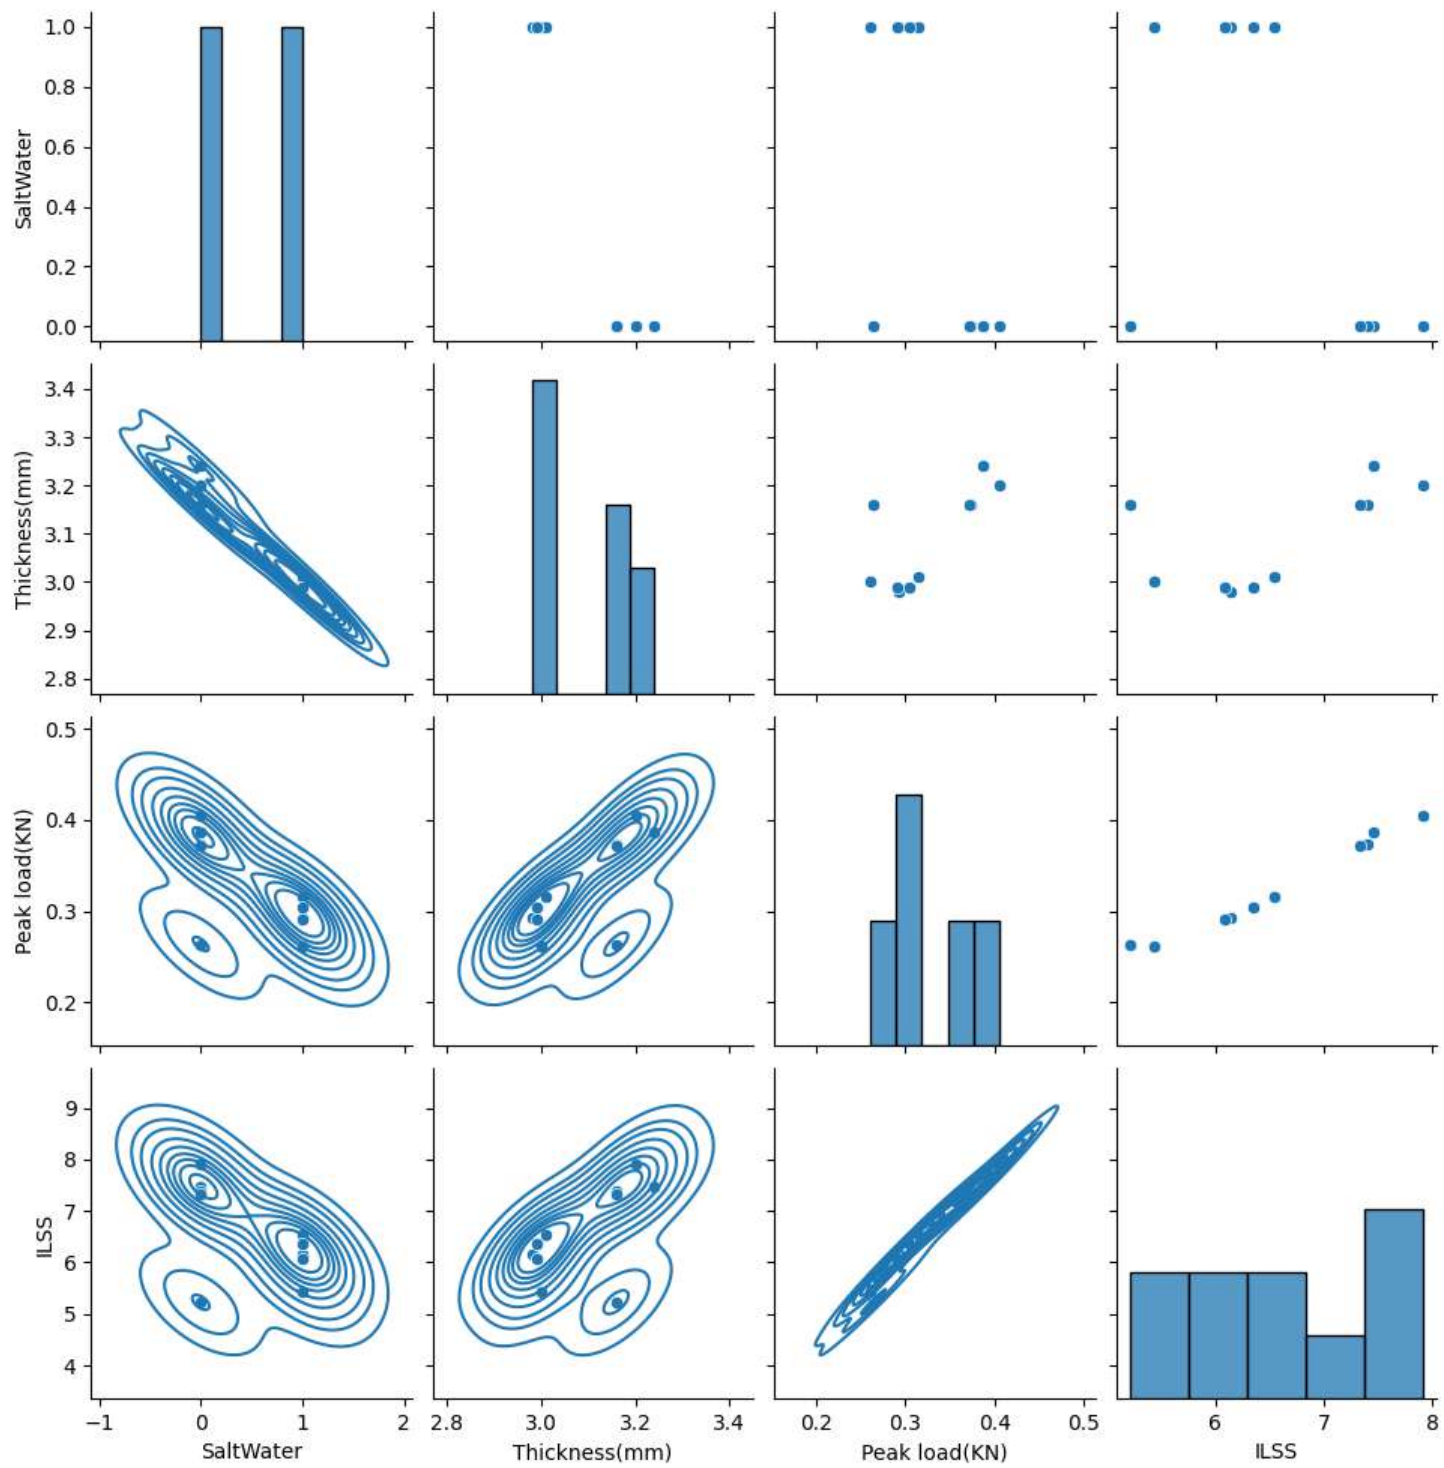 SaltWater
1.0
0.8
0.6
0.4
0.2
0.0
Thickness(mm)
3.4
3.3
3.2
3.1
3.0
2.9
2.8
Peak load(KN)
0.5
0.4
0.3
0.2
ILSS
9
8
7
6
5
4
−1 0 1 2
SaltWater
2.8 3.0 3.2 3.4
Thickness(mm)
0.2 0.3 0.4 0.5
Peak load(KN)
6 7 8
ILSS